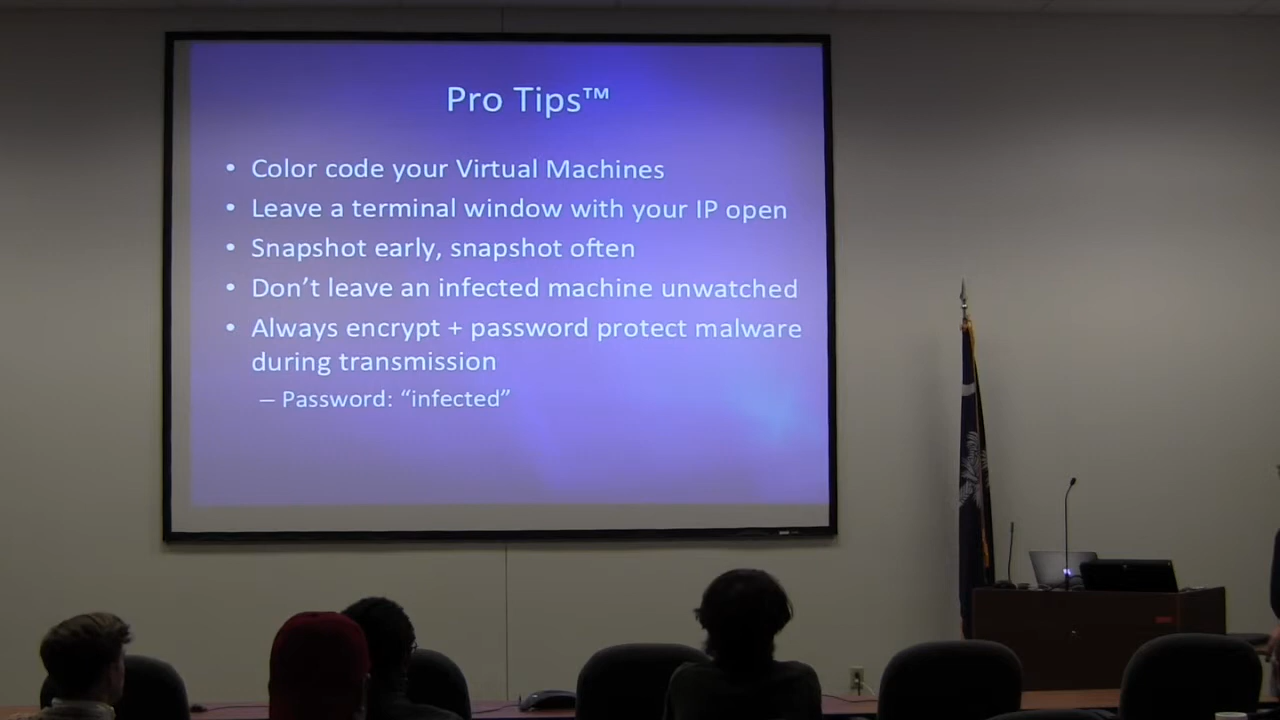 Pro Tips™
• Color code your Virtual Machines
• Leave a terminal window with your IP open
• Snapshot early, snapshot often
• Don’t leave an infected machine unwatched
• Always encrypt + password protect malware
during transmission
– Password: “infected”